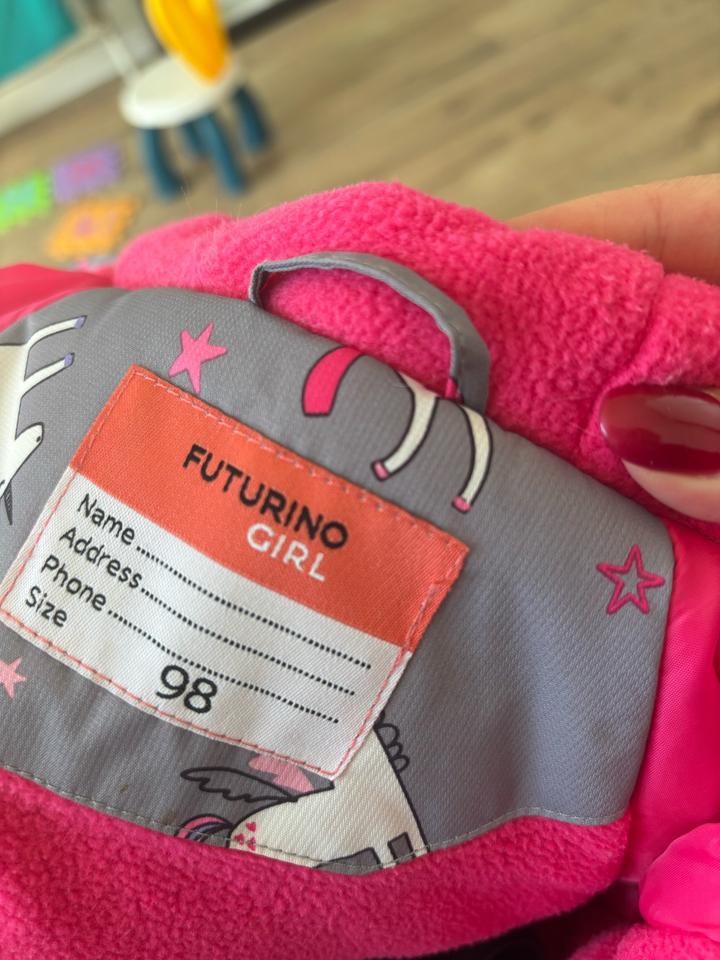 FUTURINO
GIRL
Name
Address
Phone
Size
98